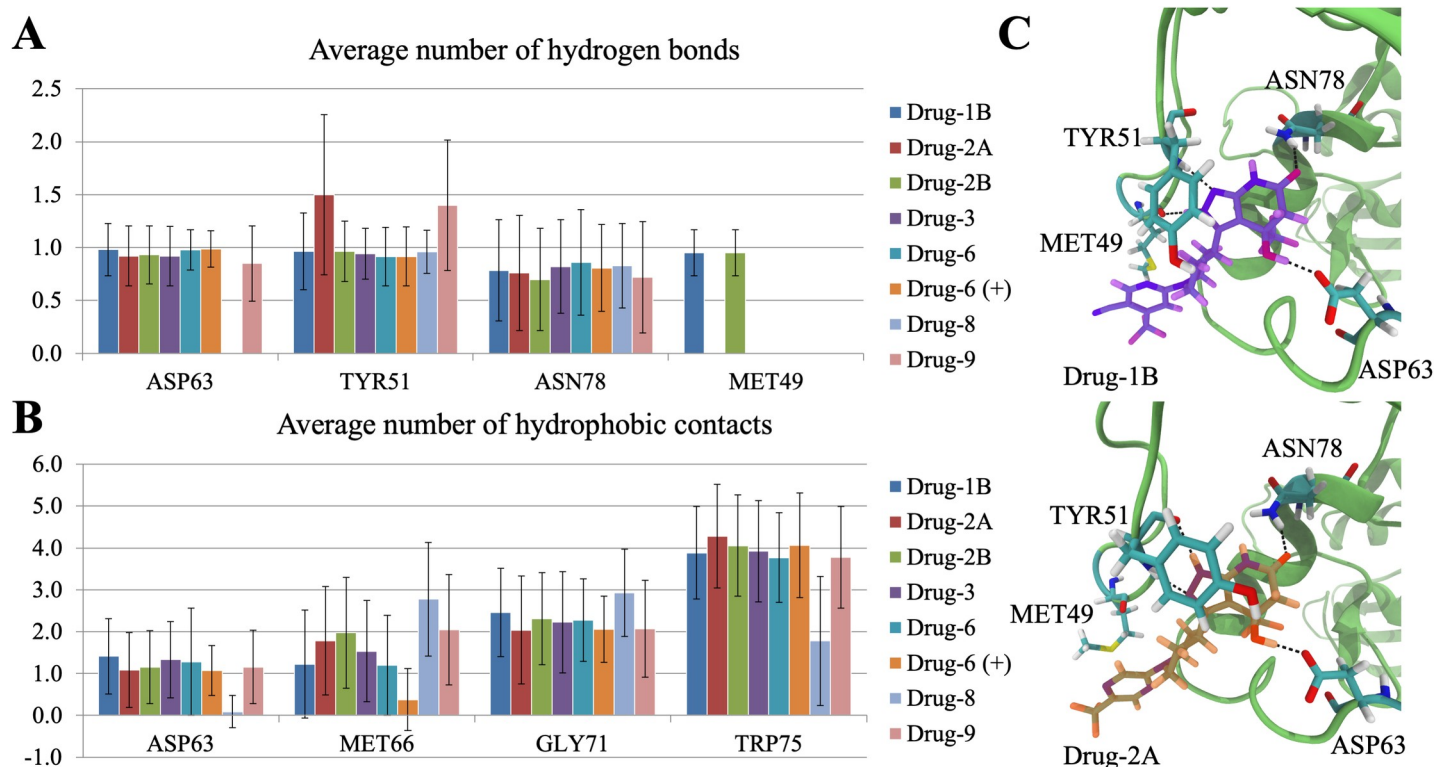 A
Average number of hydrogen bonds
2.5
2.0
1.5
1.0
0.5
0.0
ASP63 TYR51 ASN78 MET49
Drug-1B
Drug-2A
Drug-2B
Drug-3
Drug-6
Drug-6 (+)
Drug-8
Drug-9
B
Average number of hydrophobic contacts
6.0
5.0
4.0
3.0
2.0
1.0
0.0
-1.0
ASP63 MET66 GLY71 TRP75
Drug-1B
Drug-2A
Drug-2B
Drug-3
Drug-6
Drug-6 (+)
Drug-8
Drug-9
C
ASN78
TYR51
MET49
ASP63
Drug-1B
ASN78
TYR51
MET49
ASP63
Drug-2A